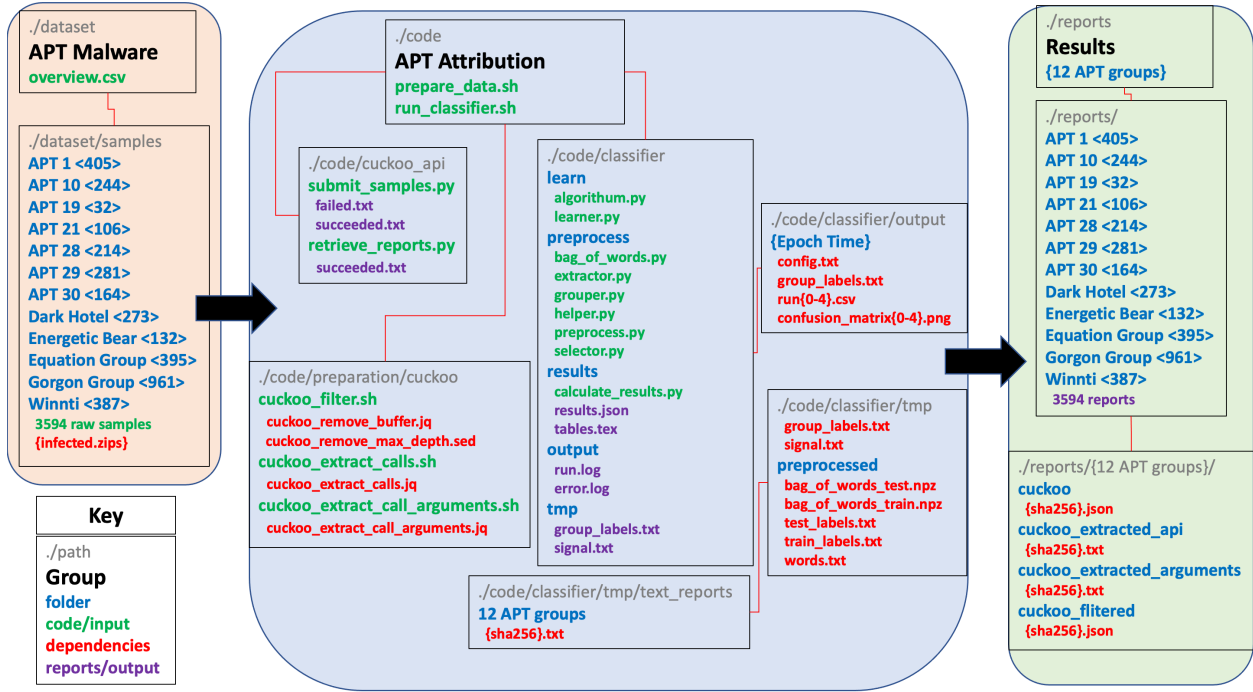 ./dataset
APT Malware
overview.csv
./dataset/samples
APT 1 <405>
APT 10 <244>
APT 19 <32>
APT 21 <106>
APT 28 <214>
APT 29 <281>
APT 30 <164>
Dark Hotel <273>
Energetic Bear <132>
Equation Group <395>
Gorgon Group <961>
Winnti <387>
3594 raw samples
{infected.zips}
Key
./path
Group
folder
code/input
dependencies
reports/output
./code
APT Attribution
prepare_data.sh
run_classifier.sh
./code/cuckoo_api
submit_samples.py
failed.txt
succeeded.txt
retrieve_reports.py
succeeded.txt
./code/preparation/cuckoo
cuckoo_filter.sh
cuckoo_remove_buffer.jq
cuckoo_remove_max_depth.sed
cuckoo_extract_calls.sh
cuckoo_extract_calls.jq
cuckoo_extract_call_arguments.sh
cuckoo_extract_call_arguments.jq
./code/classifier
learn
algorithum.py
learner.py
preprocess
bag_of_words.py
extractor.py
grouper.py
helper.py
preprocess.py
selector.py
results
calculate_results.py
results.json
tables.tex
output
run.log
error.log
tmp
group_labels.txt
signal.txt
./code/classifier/output
{Epoch Time}
config.txt
group_labels.txt
run{0-4}.csv
confusion_matrix{0-4}.png
./code/classifier/tmp
group_labels.txt
signal.txt
preprocessed
bag_of_words_test.npz
bag_of_words_train.npz
test_labels.txt
train_labels.txt
words.txt
./code/classifier/tmp/text_reports
12 APT groups
{sha256}.txt
./reports
Results
{12 APT groups}
./reports/
APT 1 <405>
APT 10 <244>
APT 19 <32>
APT 21 <106>
APT 28 <214>
APT 29 <281>
APT 30 <164>
Dark Hotel <273>
Energetic Bear <132>
Equation Group <395>
Gorgon Group <961>
Winnti <387>
3594 reports
./reports/{12 APT groups}/
cuckoo
{sha256}.json
cuckoo_extracted_api
{sha256}.txt
cuckoo_extracted_arguments
{sha256}.txt
cuckoo_flitered
{sha256}.json